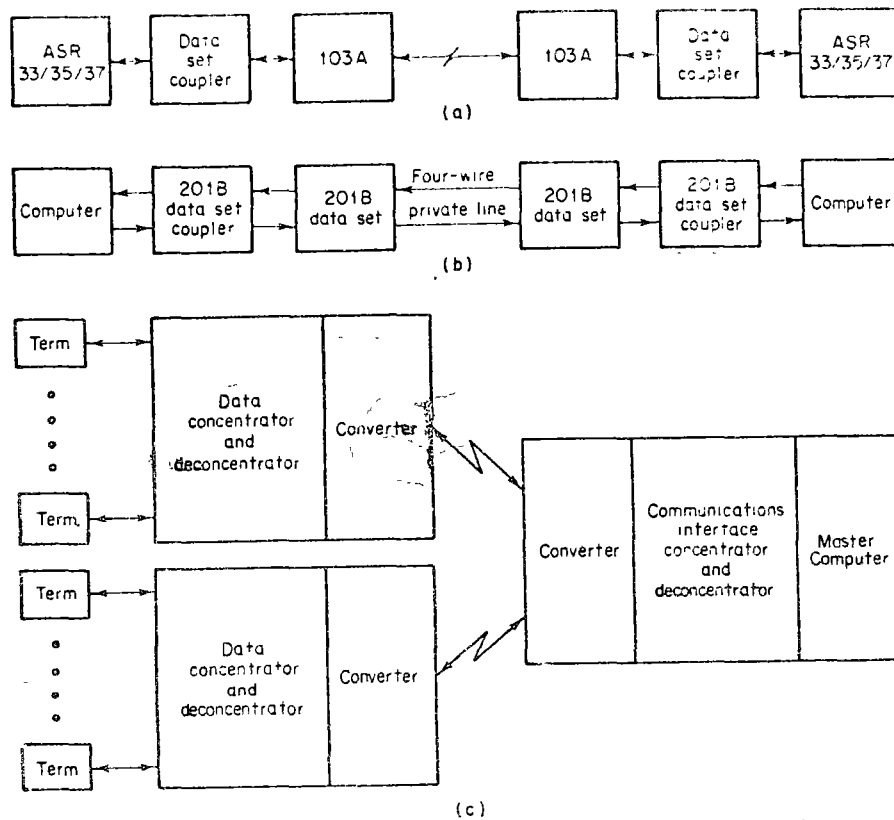 ASR
33/35/37
Data
set
coupler
103A
103A
Data
set
coupler
ASR
33/35/37
(a)
Computer
201B
data set
coupler
201B
data set
Four-wire
private line
201B
data set
201B
data set
coupler
Computer
(b)
Term
Data
concentrator
and
deconcentrator
Converter
Term
Converter
Communications
interface
concentrator
and
deconcentrator
Master
Computer
Term
Data
concentrator
and
deconcentrator
Converter
Term
(c)